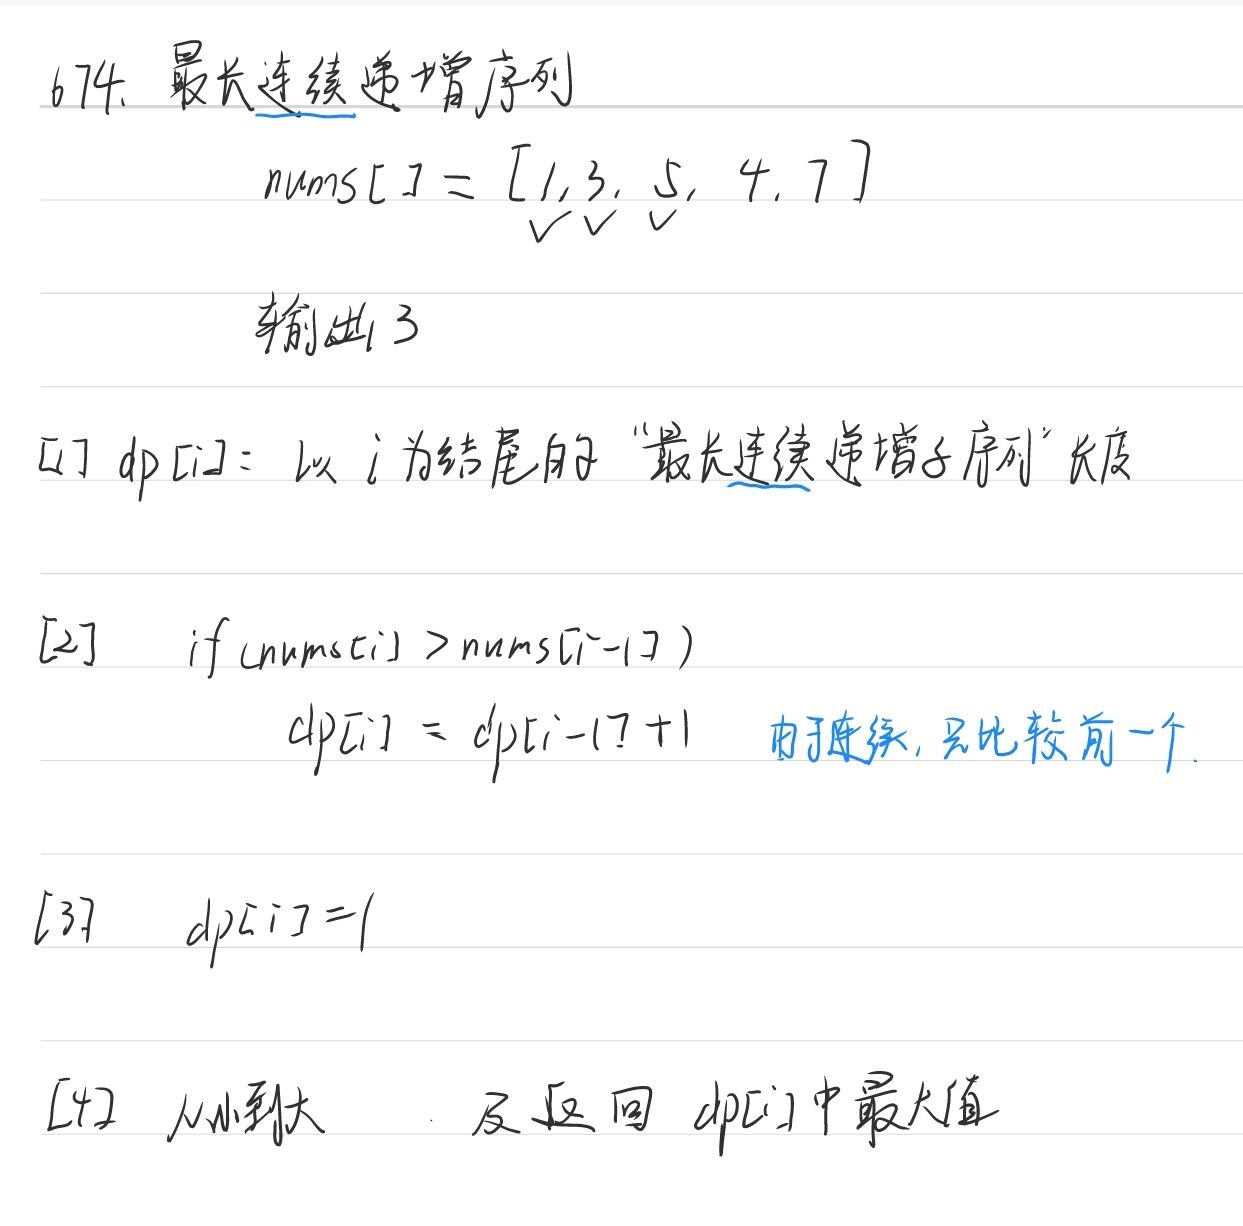 674. 最长连续递增序列
nums[] = [1, 3, 5, 4, 7]
输出 3
[1] dp[i]: 以 i 为结尾的 "最长连续递增子序列" 长度
[2] if (nums[i] > nums[i-1])
dp[i] = dp[i-1] + 1 由于连续, 只比较前一个.
[3] dp[i] = 1
[4] 从小到大 . 反返回 dp[i] 中最大值